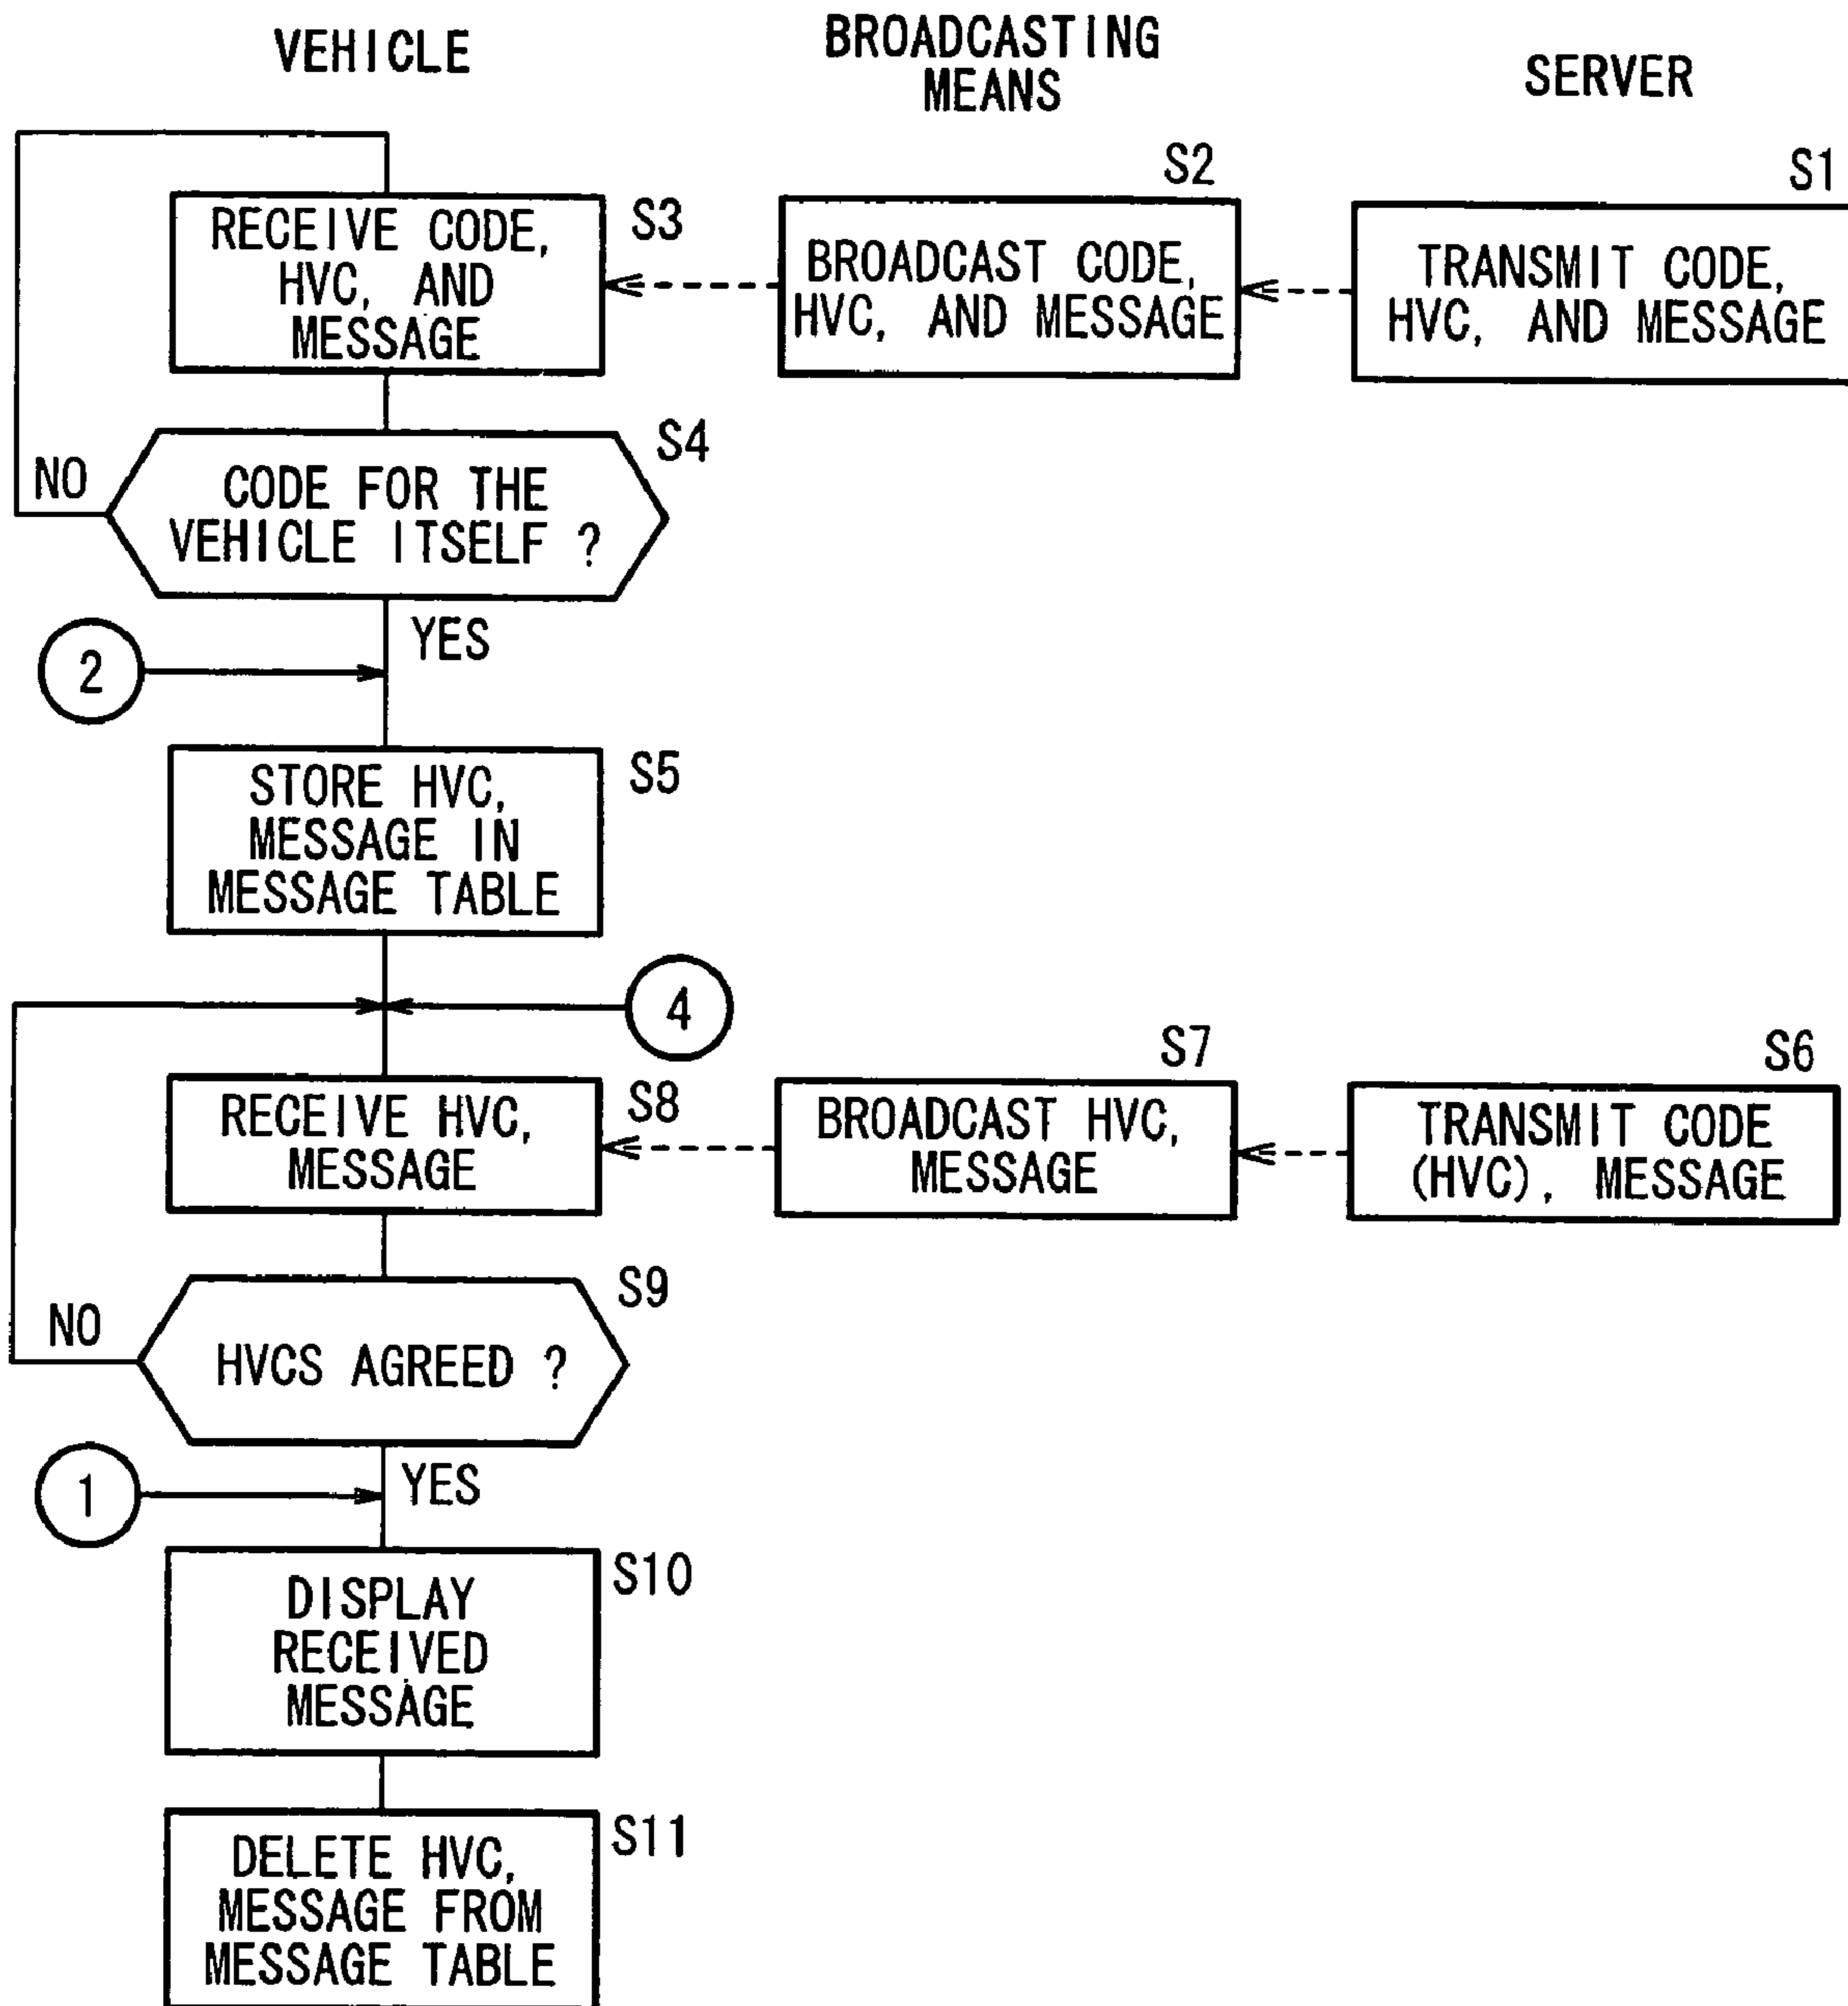 VEHICLE
BROADCASTING
MEANS
SERVER
S3
RECEIVE CODE,
HVC, AND
MESSAGE
S2
BROADCAST CODE,
HVC, AND MESSAGE
S1
TRANSMIT CODE,
HVC, AND MESSAGE
S4
NO
CODE FOR THE
VEHICLE ITSELF ?
YES
2
S5
STORE HVC,
MESSAGE IN
MESSAGE TABLE
4
S8
RECEIVE HVC,
MESSAGE
S7
BROADCAST HVC,
MESSAGE
S6
TRANSMIT CODE
(HVC), MESSAGE
S9
NO
HVCS AGREED ?
YES
1
S10
DISPLAY
RECEIVED
MESSAGE
S11
DELETE HVC,
MESSAGE FROM
MESSAGE TABLE